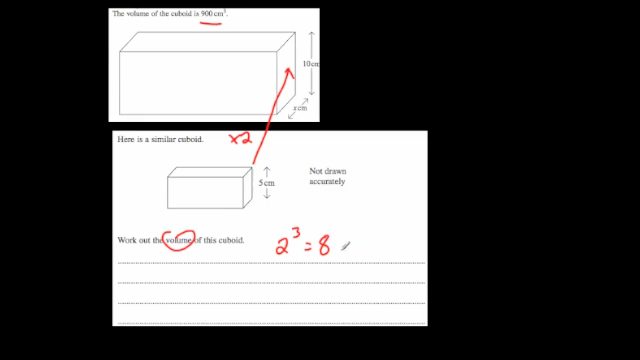 The volume of the cuboid is 900 cm³.
10 cm
x cm
Here is a similar cuboid.
×2
Not drawn
accurately
5 cm
Work out the volume of this cuboid.
2³ = 8